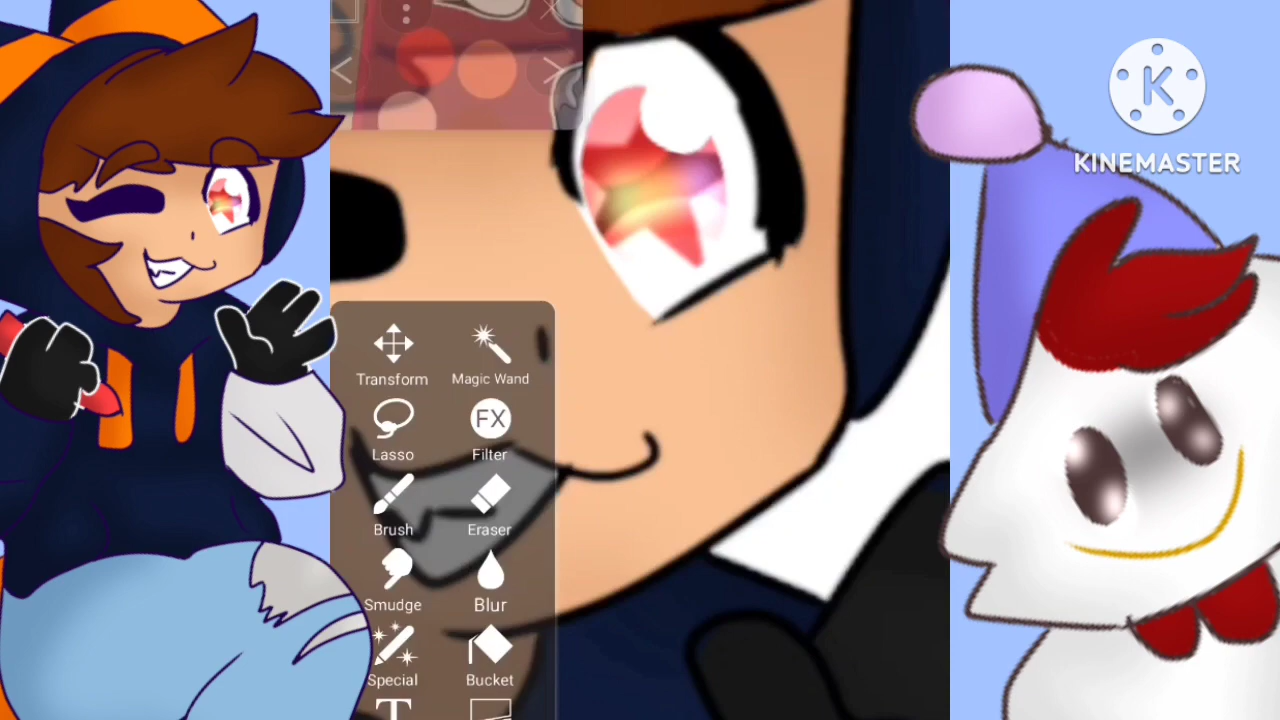 K
KINEMASTER
Transform Magic Wand
Lasso FX Filter
Brush Eraser
Smudge Blur
Special Bucket
T